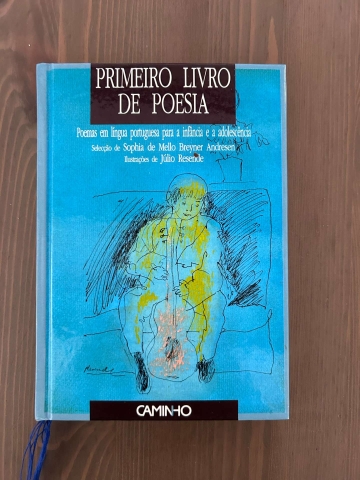 PRIMEIRO LIVRO
DE POESIA
Poemas em língua portuguesa para a infância e a adolescência
Selecção de Sophia de Mello Breyner Andresen
Ilustrações de Júlio Resende
CAMINHO